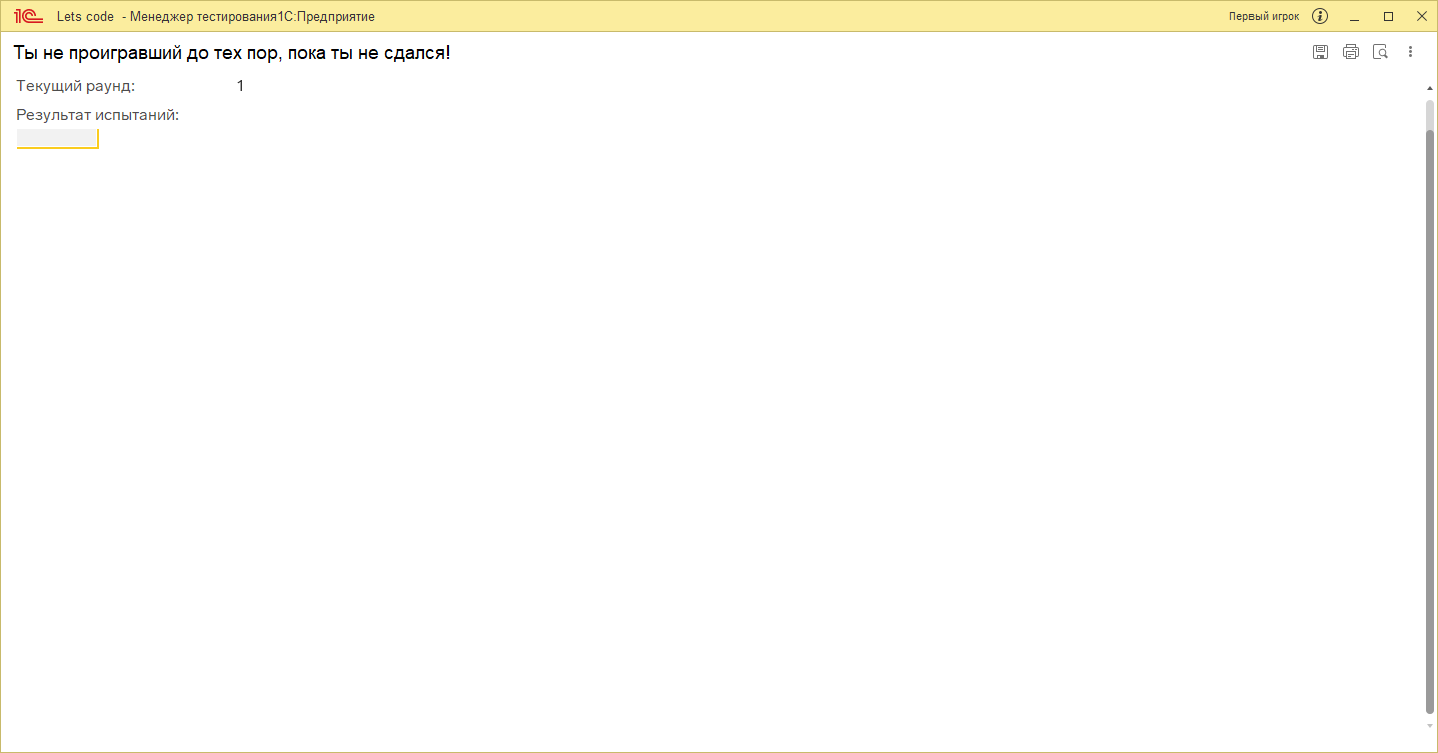 1С Lets code - Менеджер тестирования1С:Предприятие Первый игрок
Ты не проигравший до тех пор, пока ты не сдался!
Текущий раунд: 1
Результат испытаний: